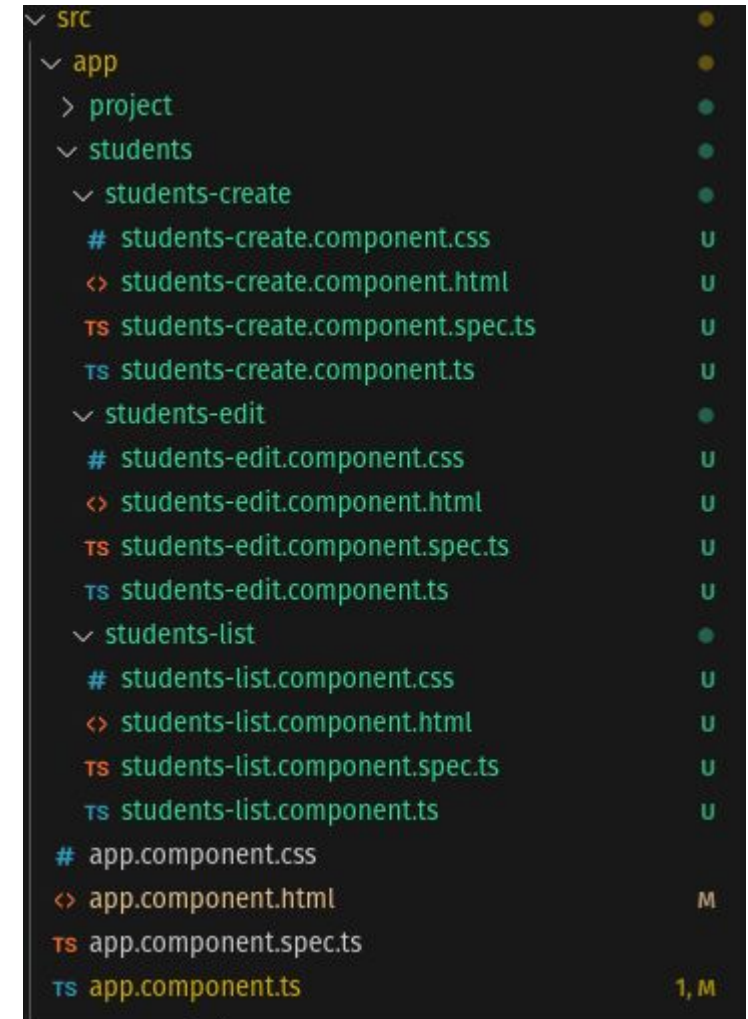 src
app
project
students
students-create
# students-create.component.css U
<> students-create.component.html U
TS students-create.component.spec.ts U
TS students-create.component.ts U
students-edit
# students-edit.component.css U
<> students-edit.component.html U
TS students-edit.component.spec.ts U
TS students-edit.component.ts U
students-list
# students-list.component.css U
<> students-list.component.html U
TS students-list.component.spec.ts U
TS students-list.component.ts U
# app.component.css
<> app.component.html M
TS app.component.spec.ts
TS app.component.ts 1, M